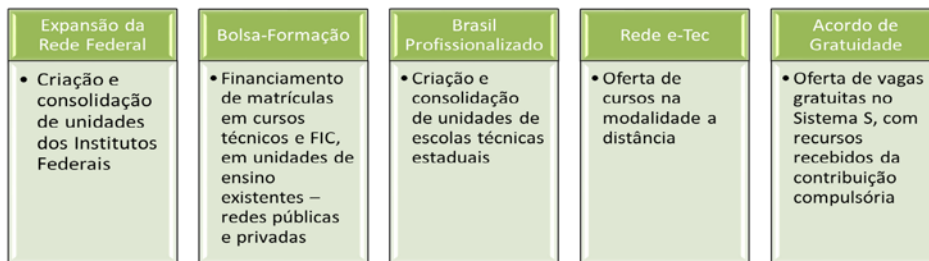 Expansão da
Rede Federal
• Criação e
consolidação
de unidades
dos Institutos
Federais
Bolsa-Formação
• Financiamento
de matrículas
em cursos
técnicos e FIC,
em unidades de
ensino
existentes –
redes públicas
e privadas
Brasil
Profissionalizado
• Criação e
consolidação
de unidades de
escolas técnicas
estaduais
Rede e-Tec
• Oferta de
cursos na
modalidade a
distância
Acordo de
Gratuidade
• Oferta de vagas
gratuitas no
Sistema S, com
recursos
recebidos da
contribuição
compulsória